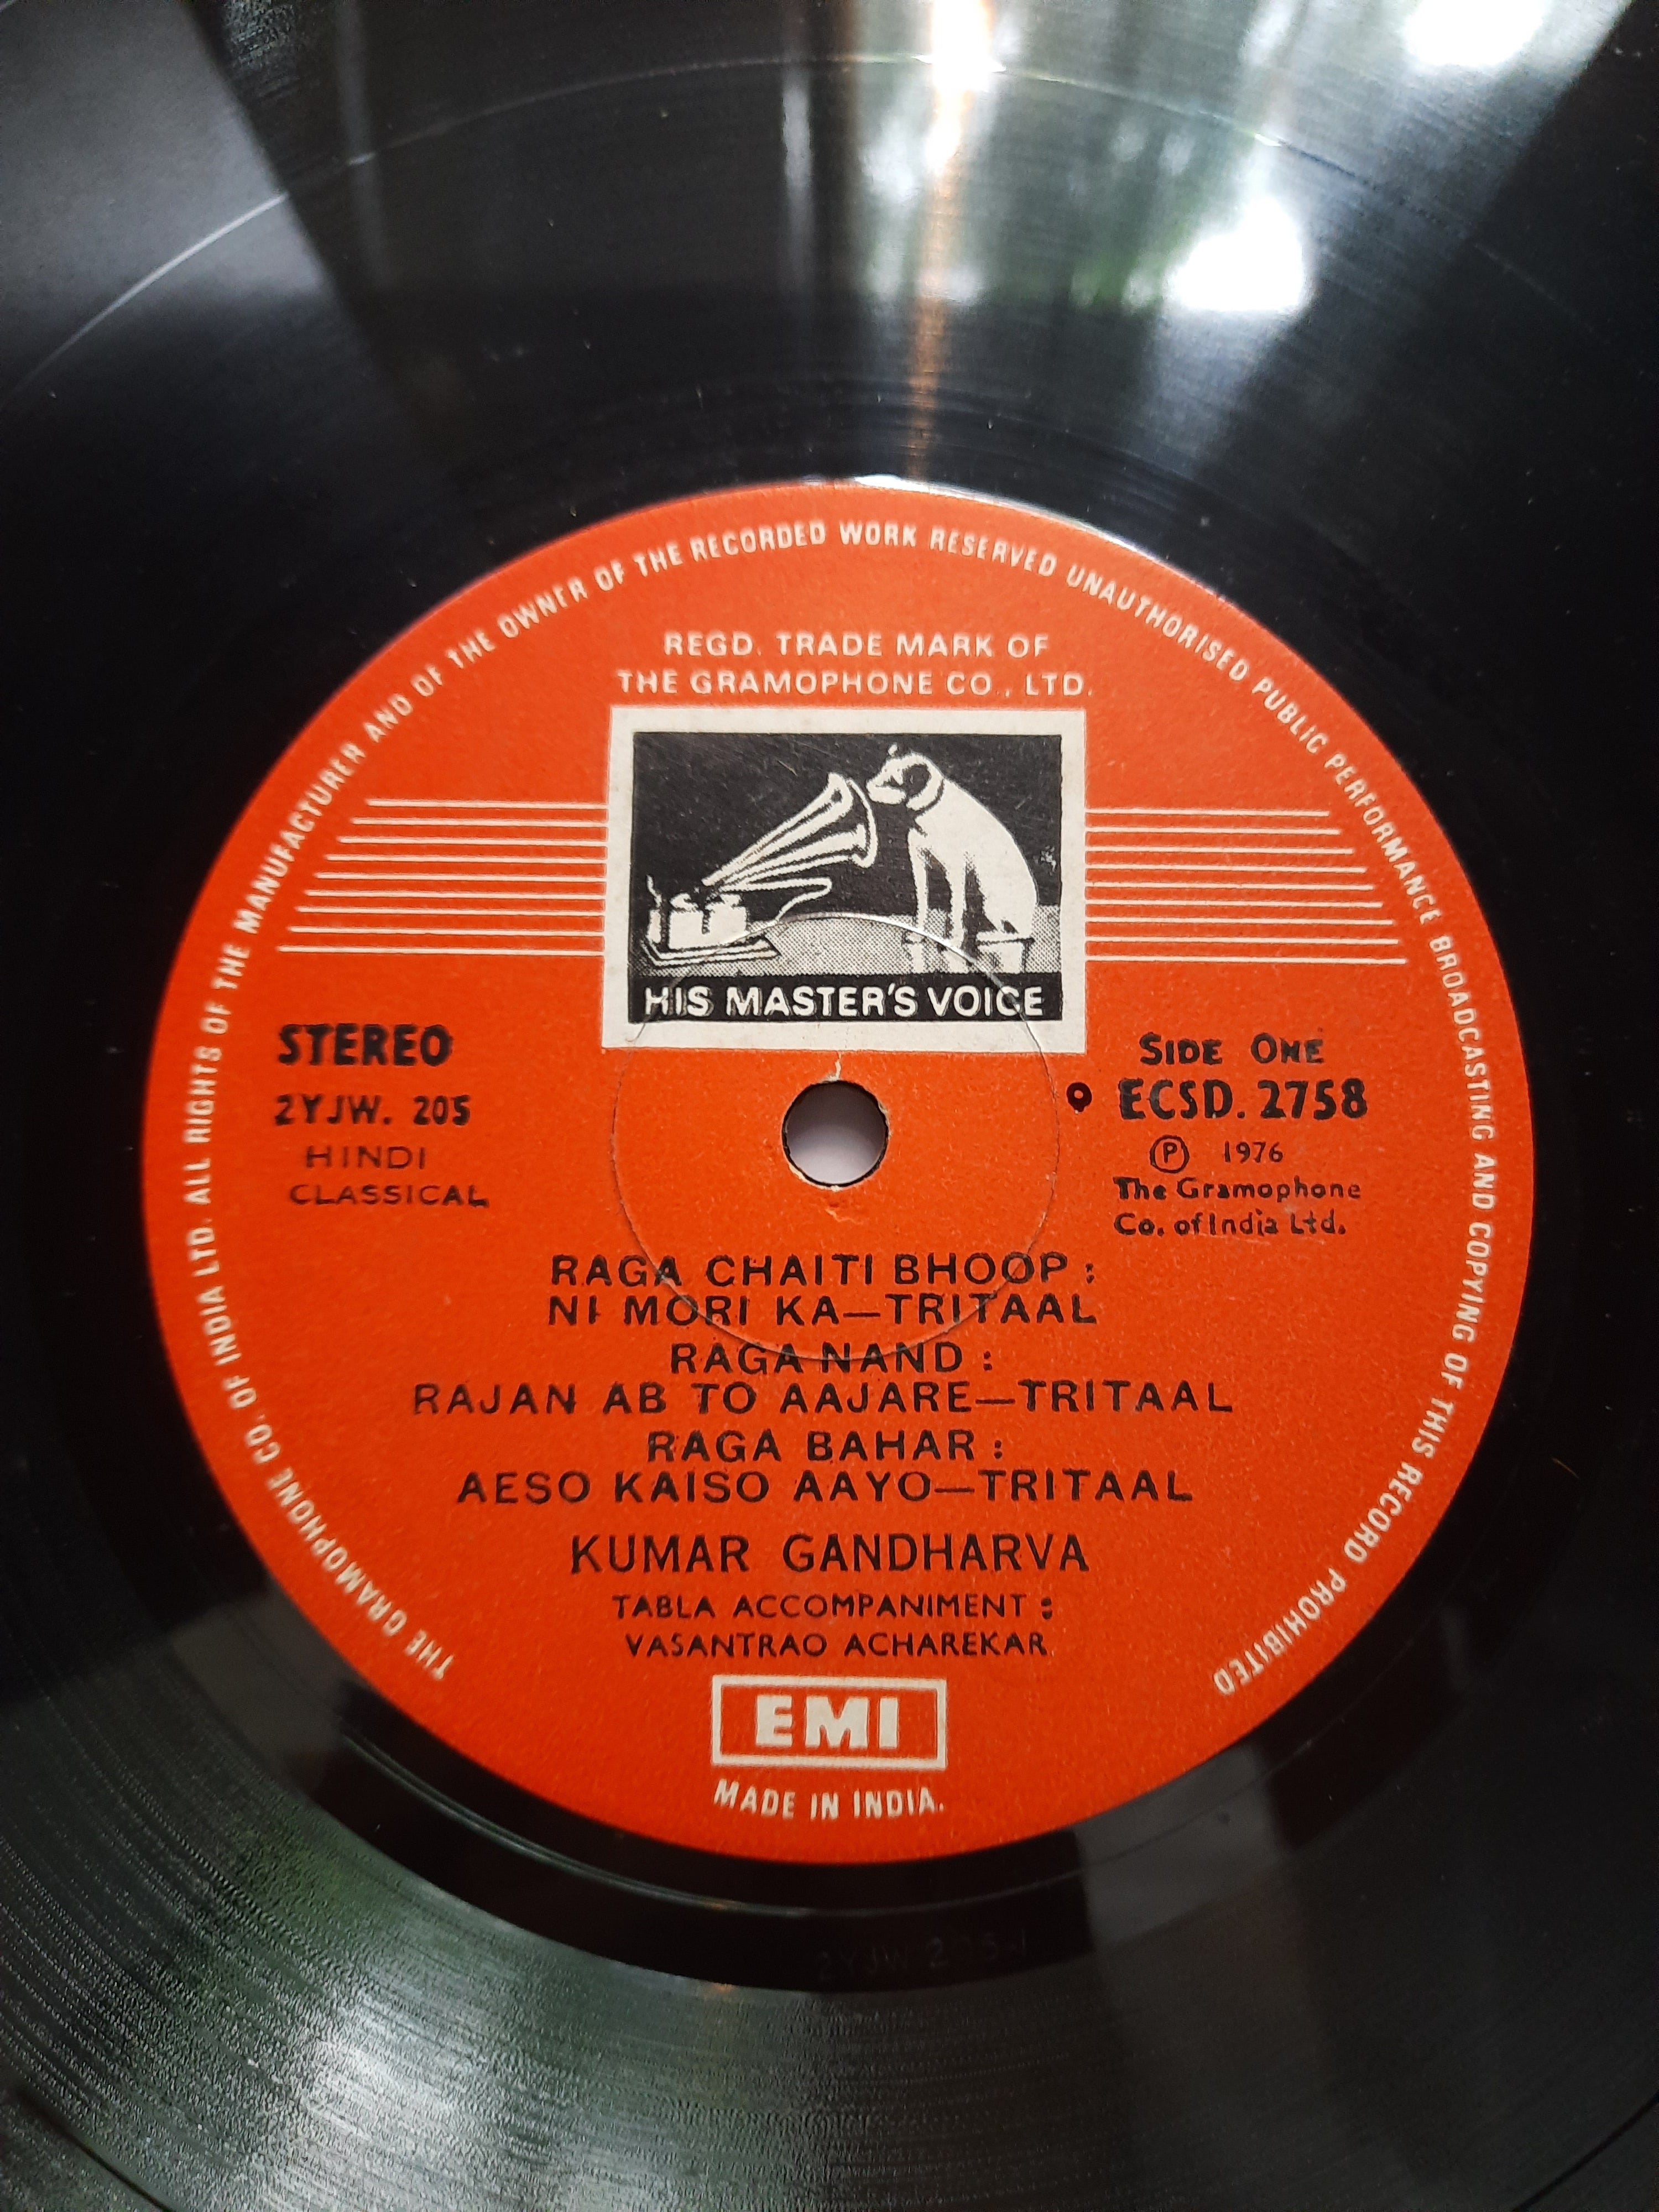 THE GRAMOPHONE CO. OF INDIA LTD. ALL RIGHTS OF THE MANUFACTURER AND OF THE OWNER OF THE RECORDED WORK RESERVED UNAUTHORISED PUBLIC PERFORMANCE BROADCASTING AND COPYING OF THIS RECORD PROHIBITED
REGD. TRADE MARK OF
THE GRAMOPHONE CO., LTD.
HIS MASTER'S VOICE
STEREO
2YJW. 205
HINDI
CLASSICAL
SIDE ONE
ECSD. 2758
Ⓟ 1976
The Gramophone
Co. of India Ltd.
RAGA CHAITI BHOOP :
NI MORI KA—TRITAAL
RAGA NAND :
RAJAN AB TO AAJARE—TRITAAL
RAGA BAHAR :
AESO KAISO AAYO—TRITAAL
KUMAR GANDHARVA
TABLA ACCOMPANIMENT :
VASANTRAO ACHAREKAR
EMI
MADE IN INDIA.